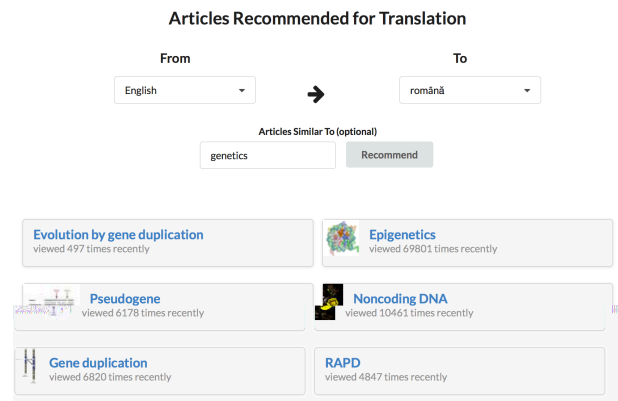 Articles Recommended for Translation
From
To
English
română
Articles Similar To (optional)
genetics
Recommend
Evolution by gene duplication
viewed 497 times recently
Epigenetics
viewed 69801 times recently
Pseudogene
viewed 6178 times recently
Noncoding DNA
viewed 10461 times recently
Gene duplication
viewed 6820 times recently
RAPD
viewed 4847 times recently